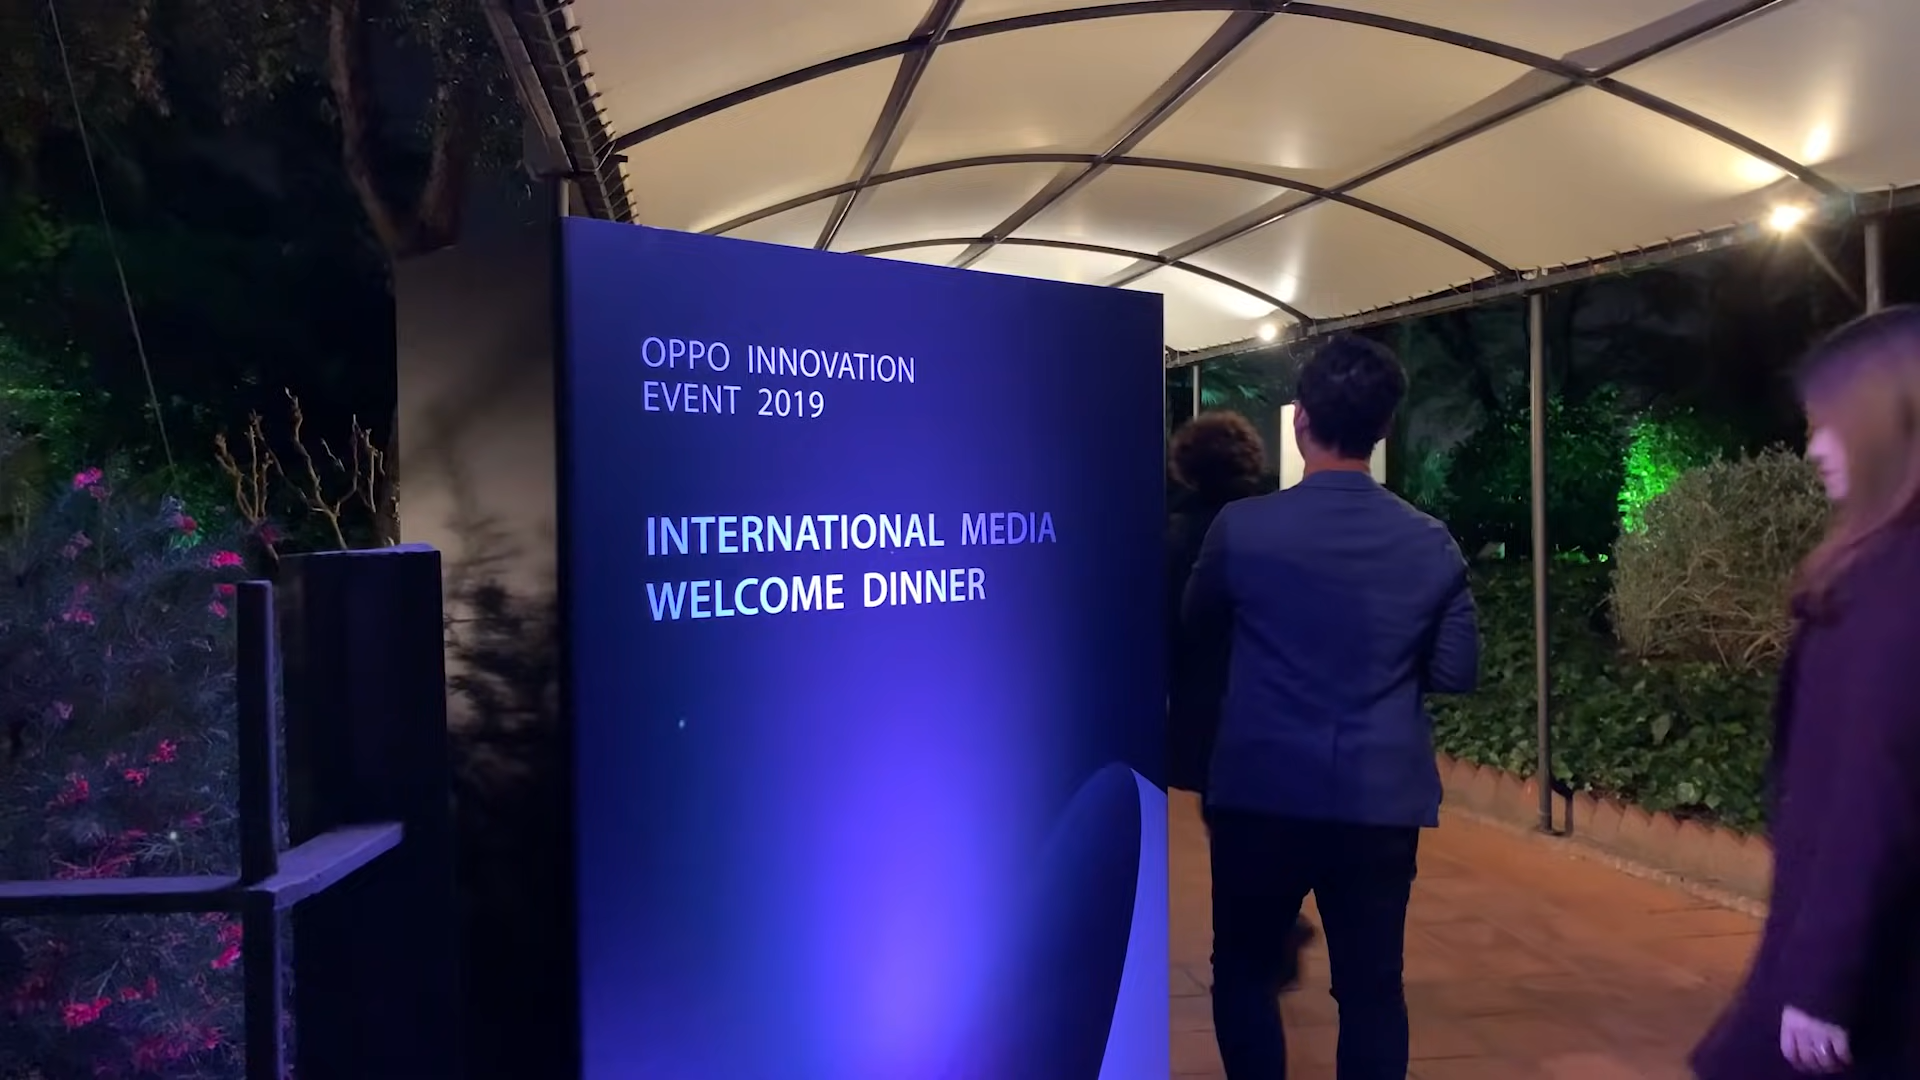 OPPO INNOVATION
EVENT 2019
INTERNATIONAL MEDIA
WELCOME DINNER